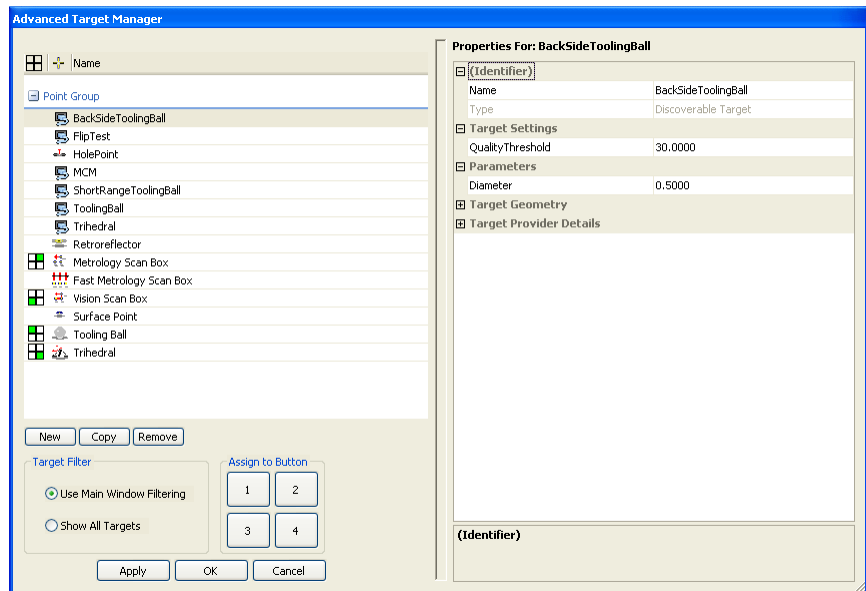 Advanced Target Manager
Name
Point Group
BackSideToolingBall
FlipTest
HolePoint
MCM
ShortRangeToolingBall
ToolingBall
Trihedral
Retroreflector
Metrology Scan Box
Fast Metrology Scan Box
Vision Scan Box
Surface Point
Tooling Ball
Trihedral
New Copy Remove
Target Filter
Use Main Window Filtering
Show All Targets
Assign to Button
1 2
3 4
Apply OK Cancel
Properties For: BackSideToolingBall
(Identifier)
Name BackSideToolingBall
Type Discoverable Target
Target Settings
QualityThreshold 30.0000
Parameters
Diameter 0.5000
Target Geometry
Target Provider Details
(Identifier)